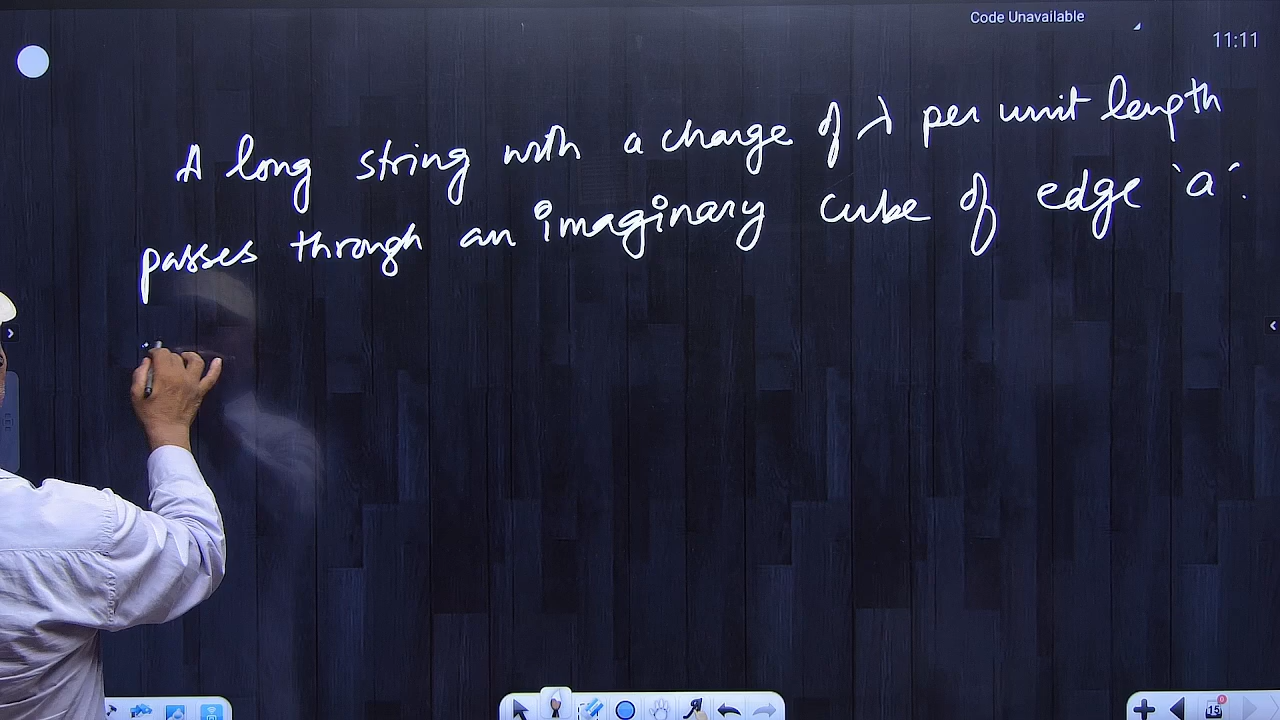 Code Unavailable
11:11
A long string with a charge of λ per unit length
passes through an imaginary cube of edge 'a'.
15